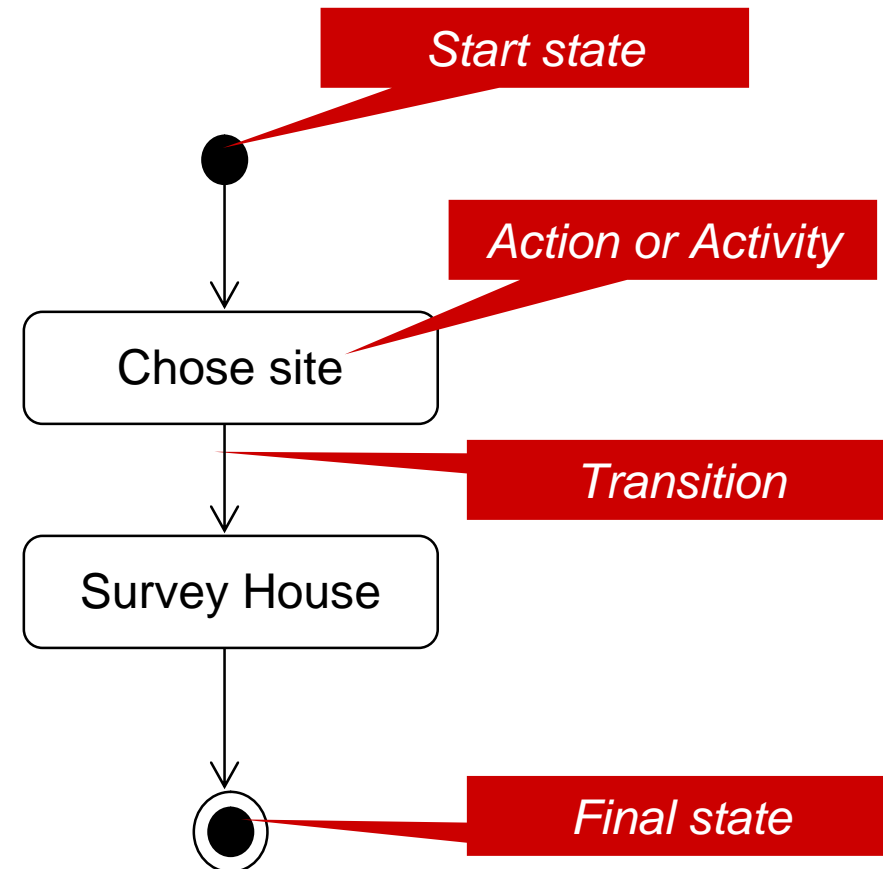 Start state
Action or Activity
Chose site
Transition
Survey House
Final state